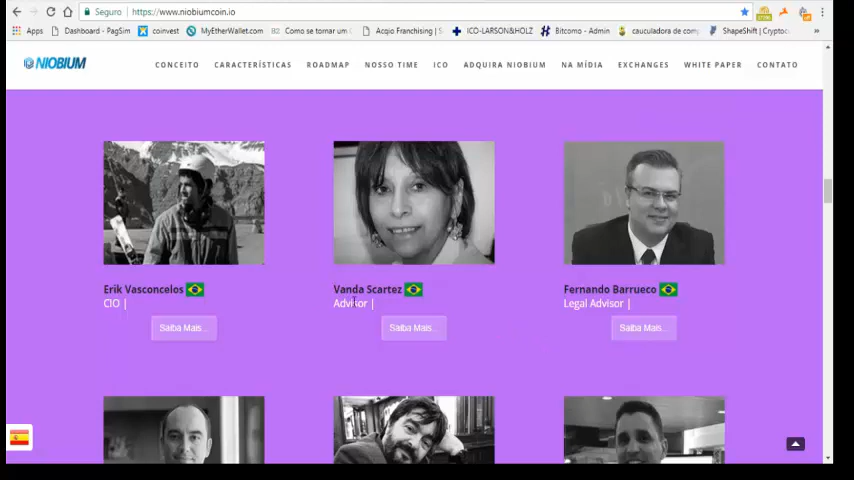 Seguro | https://www.niobiumcoin.io
Apps Dashboard - PagSim coinvest MyEtherWallet.com Como se tornar um C Acqio Franchising | S ICO-LARSON&HOLZ Bitcomo - Admin cauculadora de comp ShapeShift | Cryptoc
NIOBIUM CONCEITO CARACTERÍSTICAS ROADMAP NOSSO TIME ICO ADQUIRA NIOBIUM NA MÍDIA EXCHANGES WHITE PAPER CONTATO
Erik Vasconcelos
CIO |
Saiba Mais...
Vanda Scartez
Advisor |
Saiba Mais...
Fernando Barrueco
Legal Advisor |
Saiba Mais...